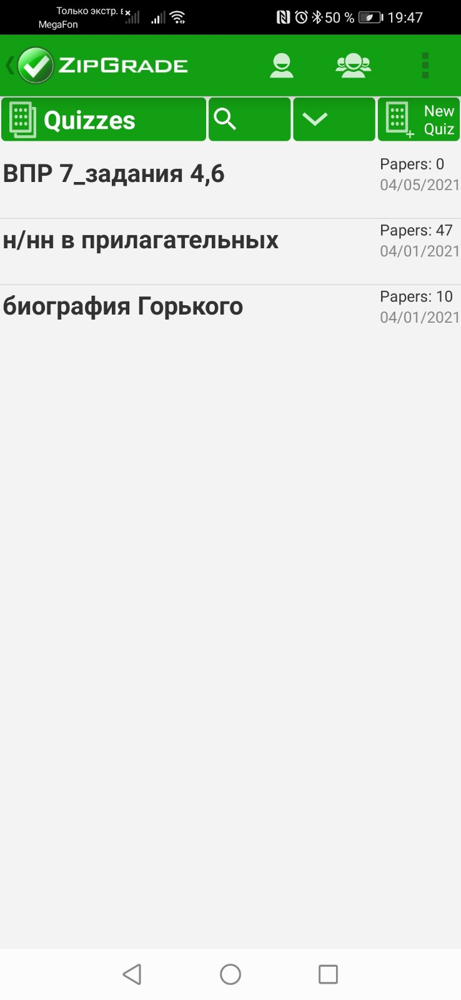 Только экстр. в
MegaFon
50 % 19:47
ZIPGRADE
Quizzes
New
Quiz
ВПР 7_задания 4,6
Papers: 0
04/05/2021
н/нн в прилагательных
Papers: 47
04/01/2021
биография Горького
Papers: 10
04/01/2021